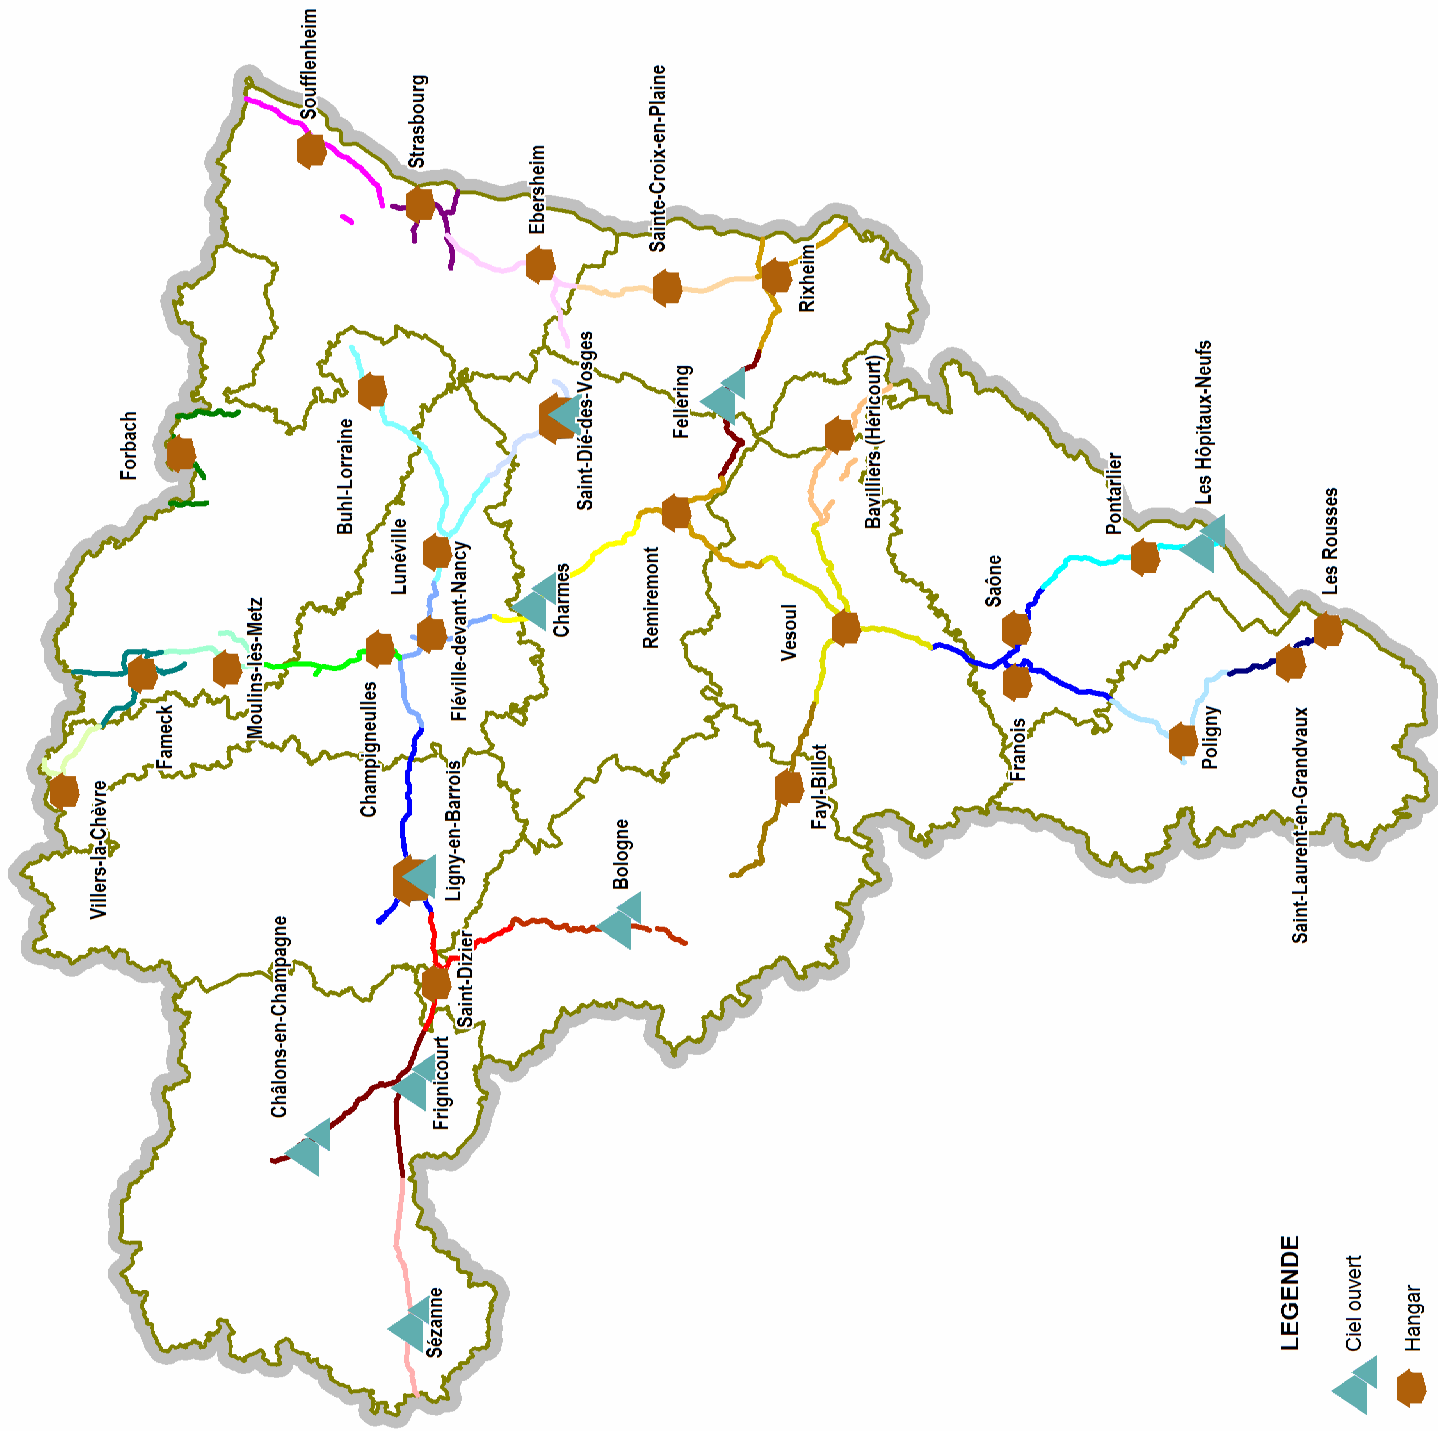 Soufflenheim
Strasbourg
Ebersheim
Sainte-Croix-en-Plaine
Rixheim
Forbach
Buhl-Lorraine
Saint-Dié-des-Vosges
Fellering
Bavilliers (Héricourt)
Les Hôpitaux-Neufs
Pontarlier
Les Rousses
Lunéville
Fléville-devant-Nancy
Charmes
Remiremont
Vesoul
Saône
Moulins-lès-Metz
Fameck
Champigneulles
Villers-la-Chèvre
Ligny-en-Barrois
Bologne
Fayl-Billot
Franois
Poligny
Saint-Laurent-en-Grandvaux
Châlons-en-Champagne
Saint-Dizier
Frignicourt
Sézanne
LEGENDE
Ciel ouvert
Hangar